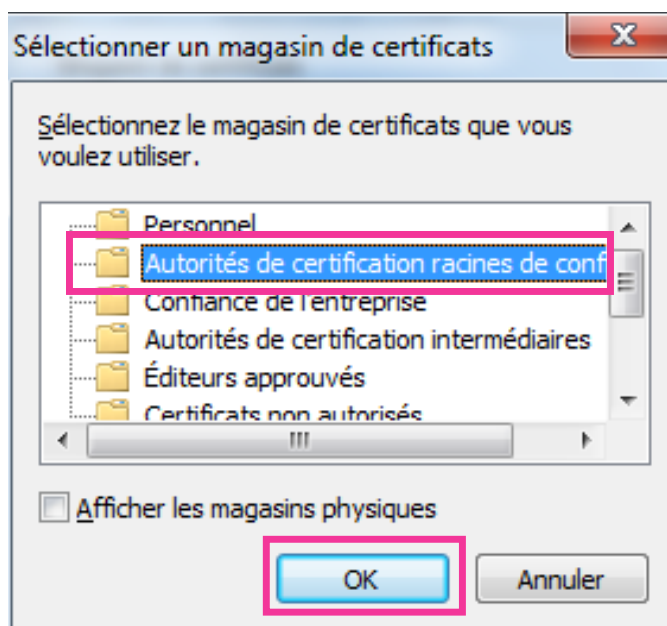 Sélectionner un magasin de certificats
Sélectionnez le magasin de certificats que vous
voulez utiliser.
Personnel
Autorités de certification racines de conf
Confiance de l'entreprise
Autorités de certification intermédiaires
Éditeurs approuvés
Certificats non autorisés
Afficher les magasins physiques
OK
Annuler